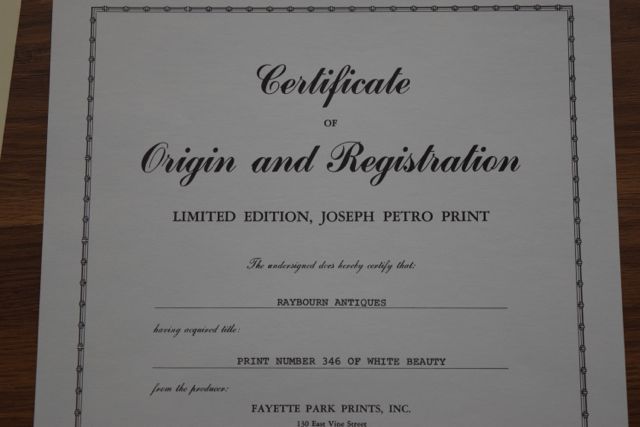 Certificate
OF
Origin and Registration
LIMITED EDITION, JOSEPH PETRO PRINT
The undersigned does hereby certify that:
RAYBOURN ANTIQUES
having acquired title:
PRINT NUMBER 346 OF WHITE BEAUTY
from the producer:
FAYETTE PARK PRINTS, INC.
130 East Vine Street